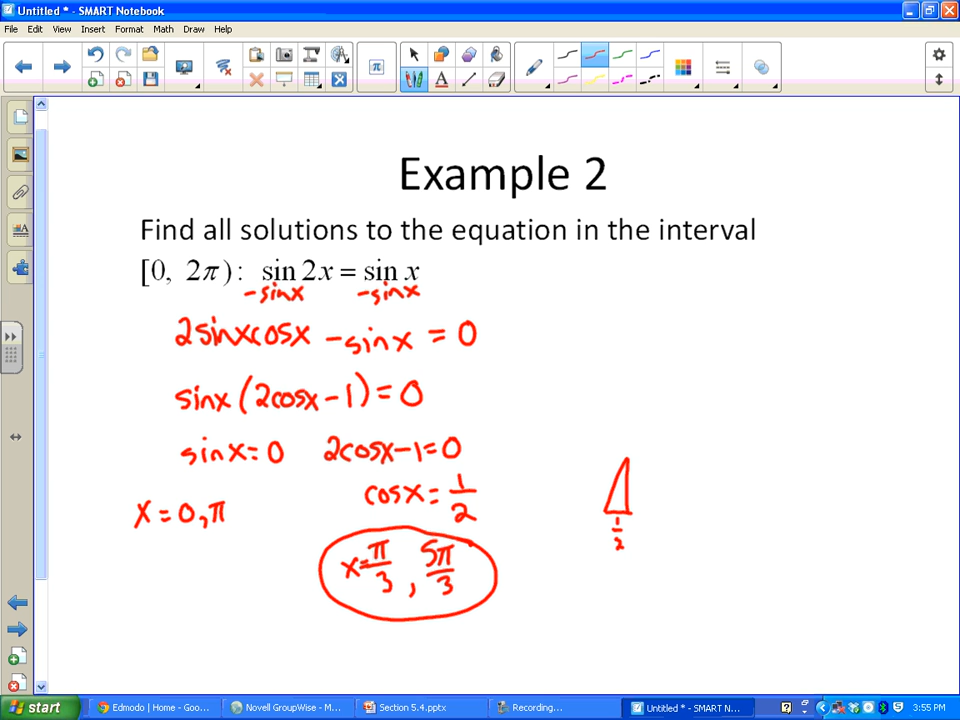 Untitled * - SMART Notebook
File Edit View Insert Format Math Draw Help
Example 2
Find all solutions to the equation in the interval
[0, 2π): sin 2x = sin x
-sinx -sinx
2sinxcosx -sinx = 0
sinx(2cosx-1)=0
sinx=0 2cosx-1=0
cosx=1/2
x=0,π
x=π/3, 5π/3
1/2
start Edmodo | Home - Goo... Novell GroupWise - M... Section 5.4.pptx Recording... Untitled * - SMART N... 3:55 PM